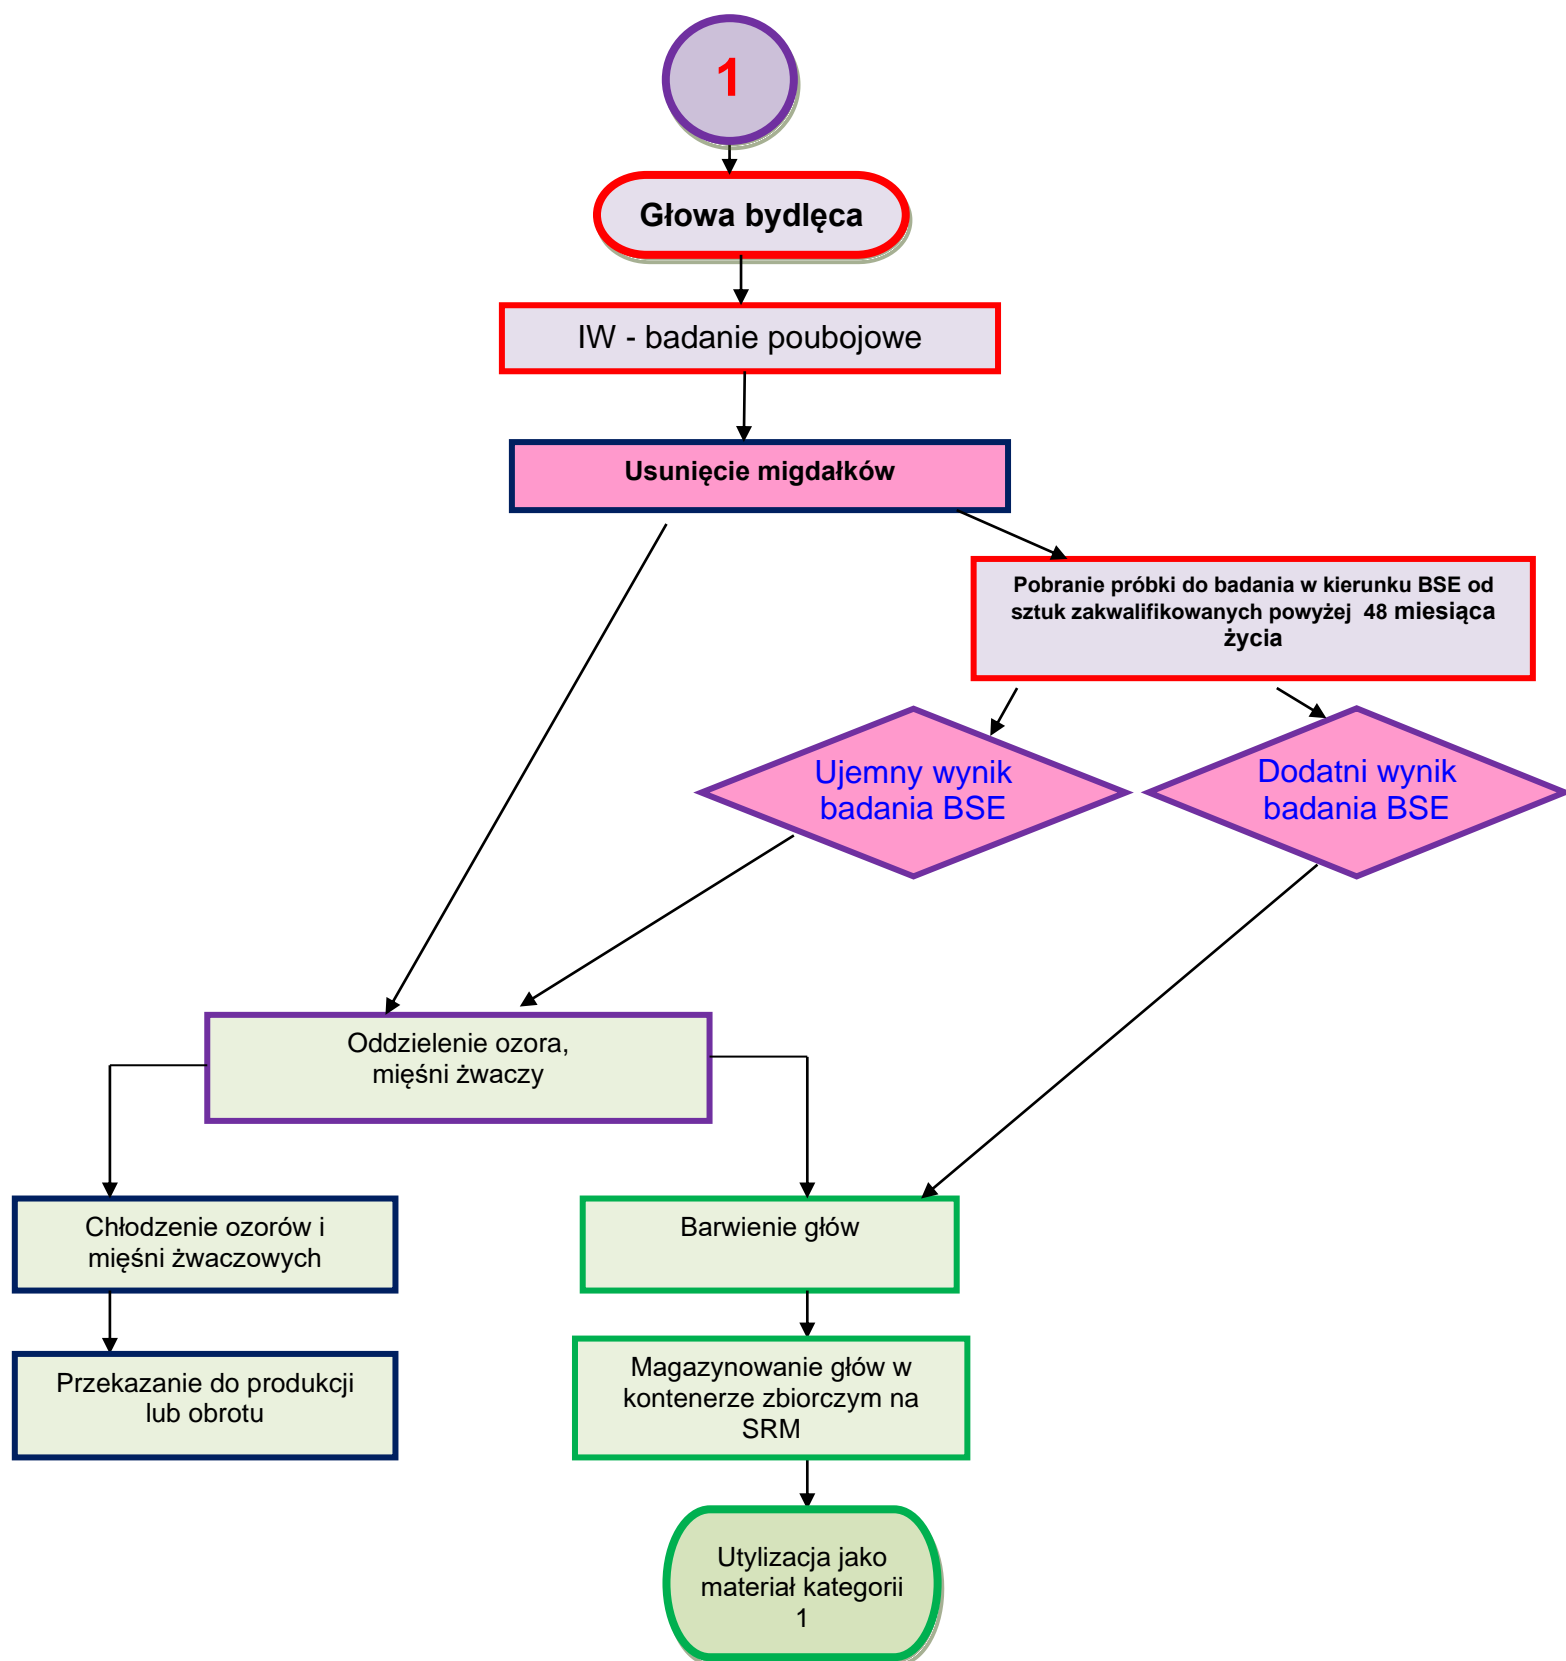 1
Głowa bydlęca
IW - badanie poubojowe
Usunięcie migdałków
Pobranie próbki do badania w kierunku BSE od
sztuk zakwalifikowanych powyżej 48 miesiąca
życia
Ujemny wynik
badania BSE
Dodatni wynik
badania BSE
Oddzielenie ozora,
mięśni żwaczy
Chłodzenie ozorów i
mięśni żwaczowych
Barwienie głów
Przekazanie do produkcji
lub obrotu
Magazynowanie głów w
kontenerze zbiorczym na
SRM
Utylizacja jako
materiał kategorii
1